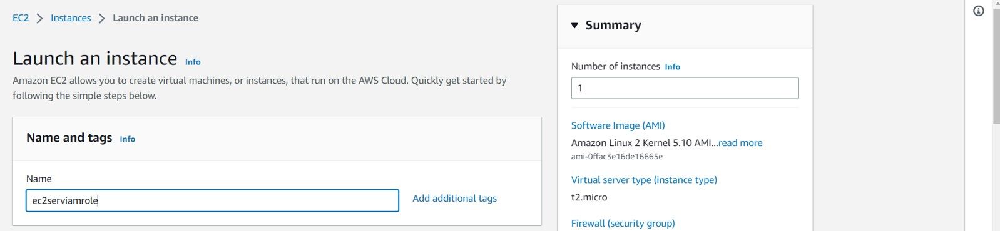 EC2 > Instances > Launch an instance
Launch an instance Info
Amazon EC2 allows you to create virtual machines, or instances, that run on the AWS Cloud. Quickly get started by
following the simple steps below.
Name and tags Info
Name
ec2serviamrole
Add additional tags
Summary
Number of instances Info
1
Software Image (AMI)
Amazon Linux 2 Kernel 5.10 AMI...read more
ami-0ffac3e16de16665e
Virtual server type (instance type)
t2.micro
Firewall (security group)